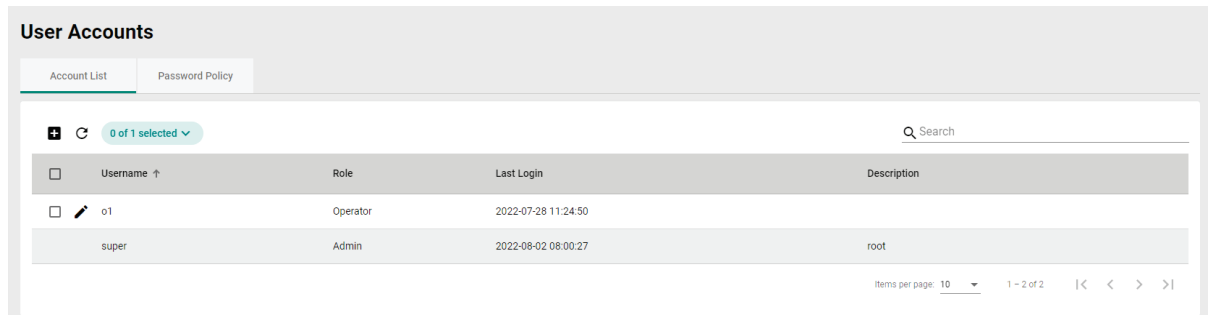 User Accounts
Account List Password Policy
0 of 1 selected Search
Username Role Last Login Description
o1 Operator 2022-07-28 11:24:50
super Admin 2022-08-02 08:00:27 root
Items per page: 10 1 – 2 of 2